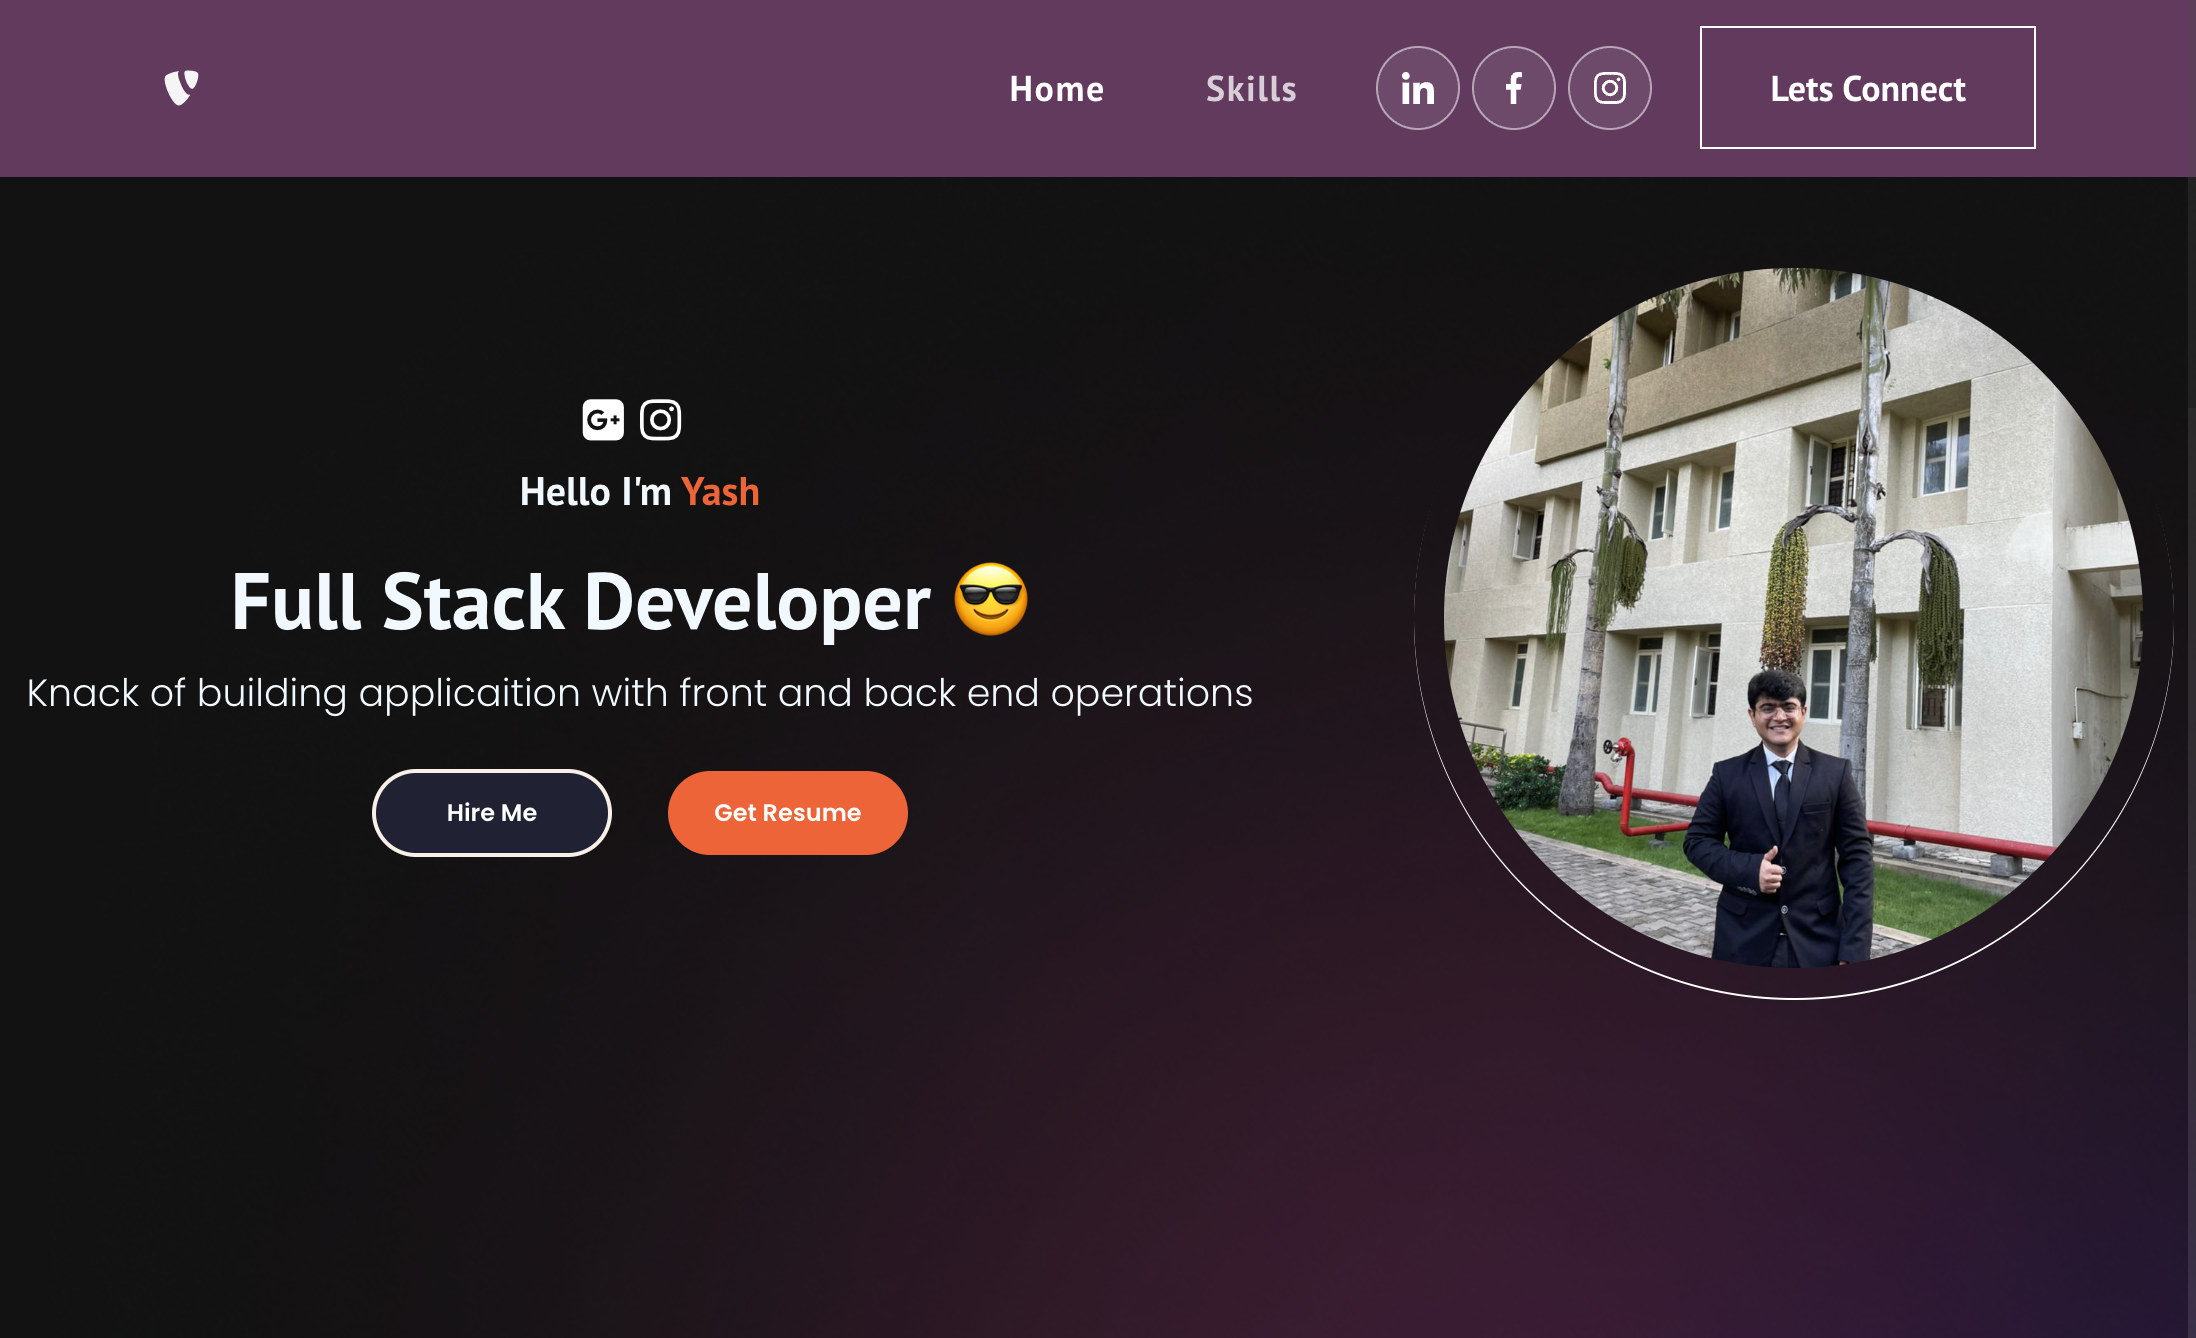 Home Skills Lets Connect
Hello I'm Yash
Full Stack Developer 😎
Knack of building applicaition with front and back end operations
Hire Me Get Resume